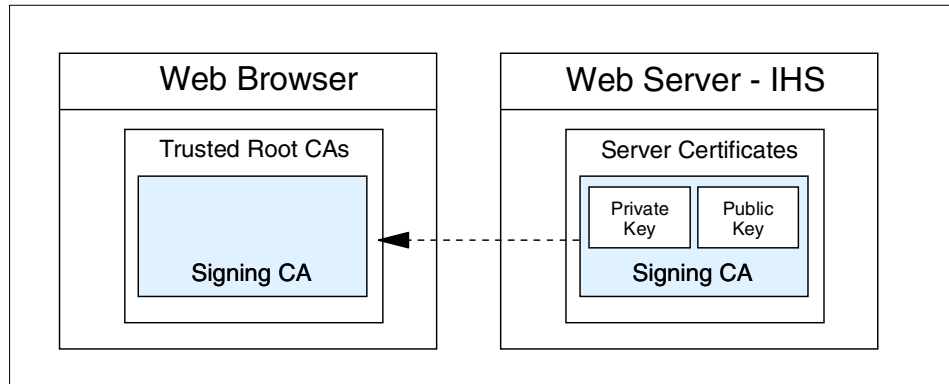 Web Browser
Trusted Root CAs
Signing CA
Web Server - IHS
Server Certificates
Private
Key
Public
Key
Signing CA